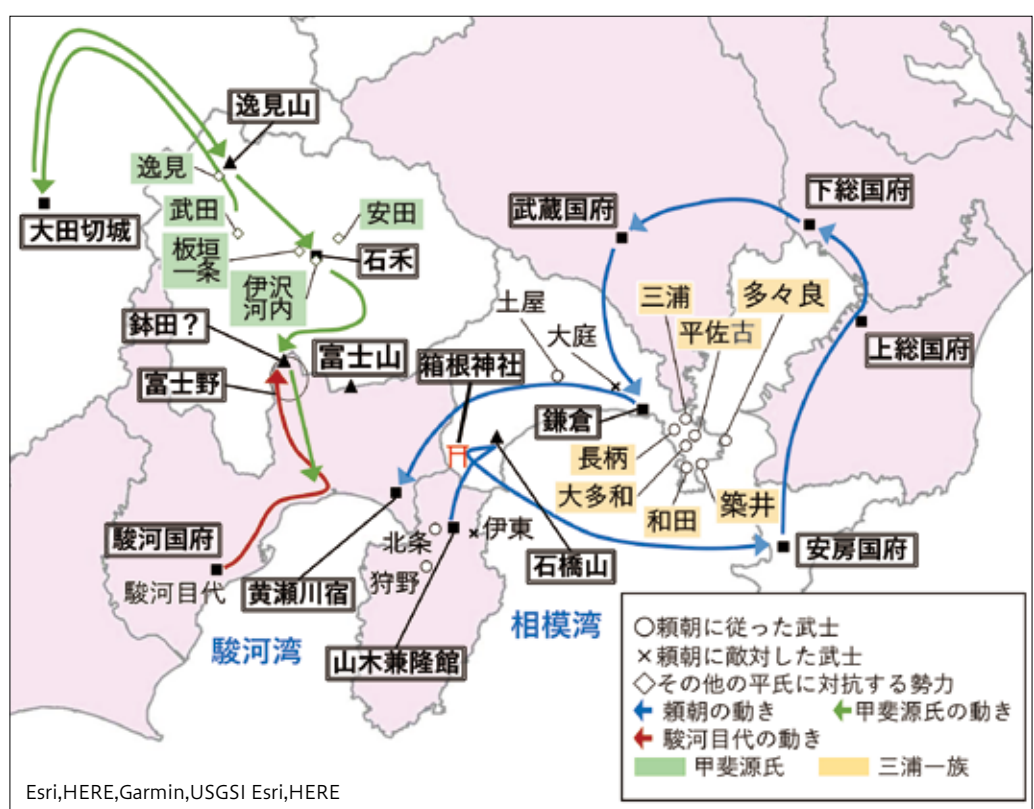 逸見山
逸見
大田切城
武田
安田
板垣
一条
石禾
伊沢
河内
鉢田？
富士山
富士野
武蔵国府
下総国府
土屋
大庭
三浦
多々良
平佐古
上総国府
箱根神社
鎌倉
長柄
大多和
和田
築井
駿河国府
駿河目代
北条
伊東
狩野
黄瀬川宿
石橋山
安房国府
駿河湾
相模湾
山木兼隆館
○頼朝に従った武士
×頼朝に敵対した武士
◇その他の平氏に対抗する勢力
頼朝の動き
甲斐源氏の動き
駿河目代の動き
甲斐源氏
三浦一族
Esri,HERE,Garmin,USGSI Esri,HERE